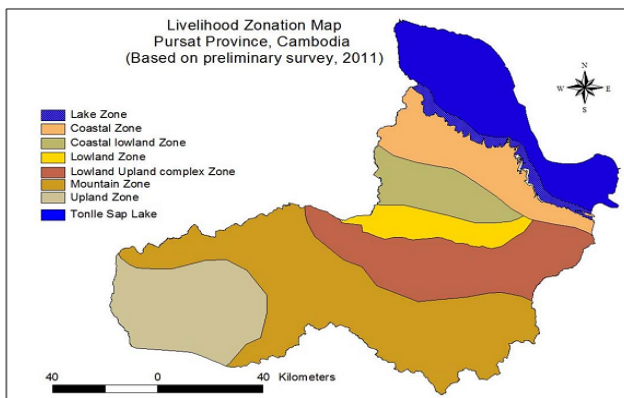 Livelihood Zonation Map
Pursat Province, Cambodia
(Based on preliminary survey, 2011)
N
W E
S
Lake Zone
Coastal Zone
Coastal lowland Zone
Lowland Zone
Lowland Upland complex Zone
Mountain Zone
Upland Zone
Tonlle Sap Lake
40 0 40 Kilometers